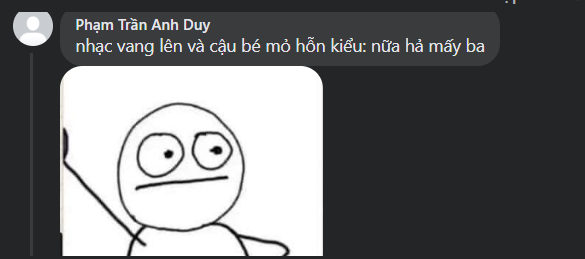 Phạm Trần Anh Duy
nhạc vang lên và cậu bé mỏ hỗn kiểu: nữa hả mấy ba